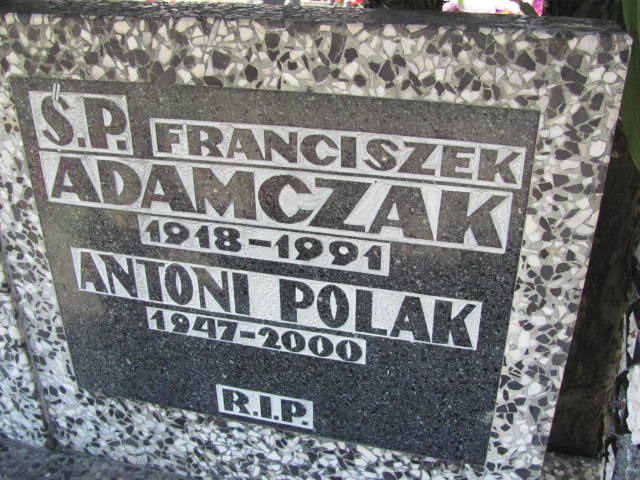 Ś.P. FRANCISZEK
ADAMCZAK
1918-1991
ANTONI POLAK
1947-2000
R.I.P.